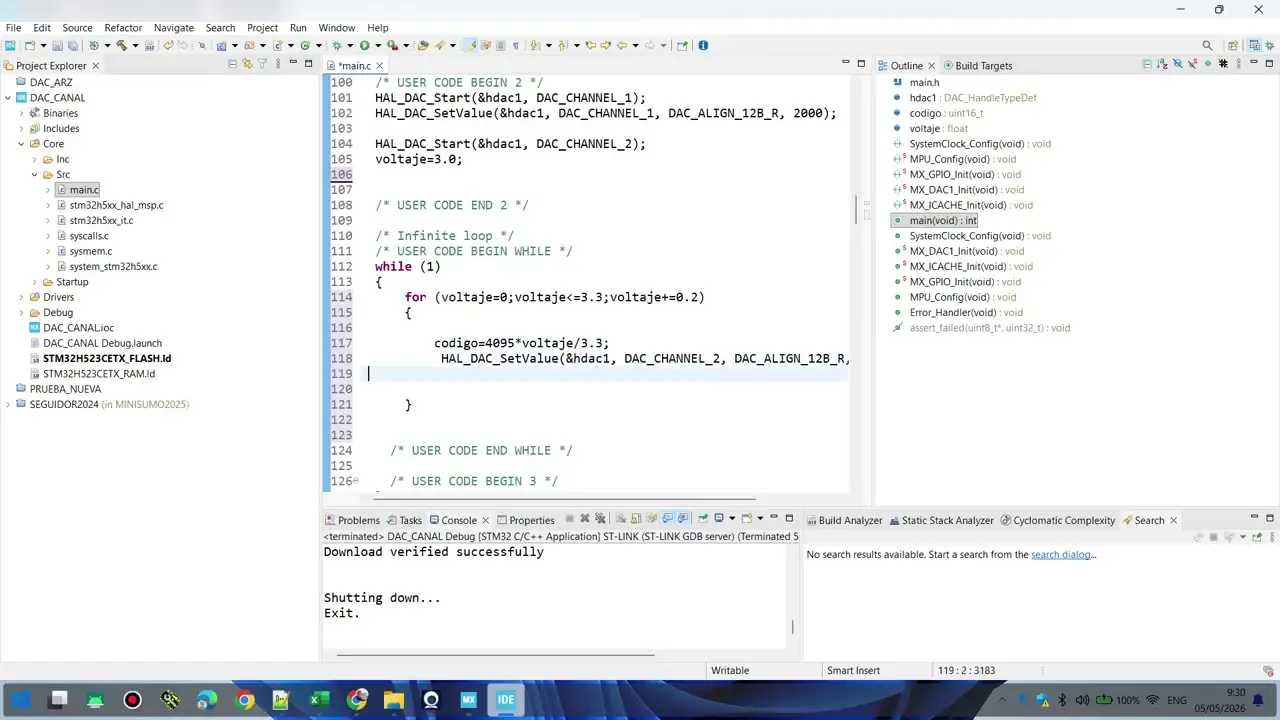 File Edit Source Refactor Navigate Search Project Run Window Help
Project Explorer
DAC_ARZ
DAC_CANAL
Binaries
Includes
Core
Inc
Src
main.c
stm32h5xx_hal_msp.c
stm32h5xx_it.c
syscalls.c
sysmem.c
system_stm32h5xx.c
Startup
Drivers
Debug
DAC_CANAL.ioc
DAC_CANAL Debug.launch
STM32H523CETX_FLASH.ld
STM32H523CETX_RAM.ld
PRUEBA_NUEVA
SEGUIDOR2024 (in MINISUMO2025)
*main.c
100 /* USER CODE BEGIN 2 */
101 HAL_DAC_Start(&hdac1, DAC_CHANNEL_1);
102 HAL_DAC_SetValue(&hdac1, DAC_CHANNEL_1, DAC_ALIGN_12B_R, 2000);
103
104 HAL_DAC_Start(&hdac1, DAC_CHANNEL_2);
105 voltaje=3.0;
106
107
108 /* USER CODE END 2 */
109
110 /* Infinite loop */
111 /* USER CODE BEGIN WHILE */
112 while (1)
113 {
114 for (voltaje=0;voltaje<=3.3;voltaje+=0.2)
115 {
116
117 codigo=4095*voltaje/3.3;
118 HAL_DAC_SetValue(&hdac1, DAC_CHANNEL_2, DAC_ALIGN_12B_R,
119
120
121 }
122
123
124 /* USER CODE END WHILE */
125
126 /* USER CODE BEGIN 3 */
Outline Build Targets
main.h
hdac1 : DAC_HandleTypeDef
codigo : uint16_t
voltaje : float
SystemClock_Config(void) : void
MPU_Config(void) : void
MX_GPIO_Init(void) : void
MX_DAC1_Init(void) : void
MX_ICACHE_Init(void) : void
main(void) : int
SystemClock_Config(void) : void
MX_DAC1_Init(void) : void
MX_ICACHE_Init(void) : void
MX_GPIO_Init(void) : void
MPU_Config(void) : void
Error_Handler(void) : void
assert_failed(uint8_t*, uint32_t) : void
Problems Tasks Console Properties
<terminated> DAC_CANAL Debug [STM32 C/C++ Application] ST-LINK (ST-LINK GDB server) (Terminated 5
Download verified successfully
Shutting down...
Exit.
Build Analyzer Static Stack Analyzer Cyclomatic Complexity Search
No search results available. Start a search from the search dialog...
Writable Smart Insert 119 : 2 : 3183
MX IDE
100% ENG 9:30
05/05/2026